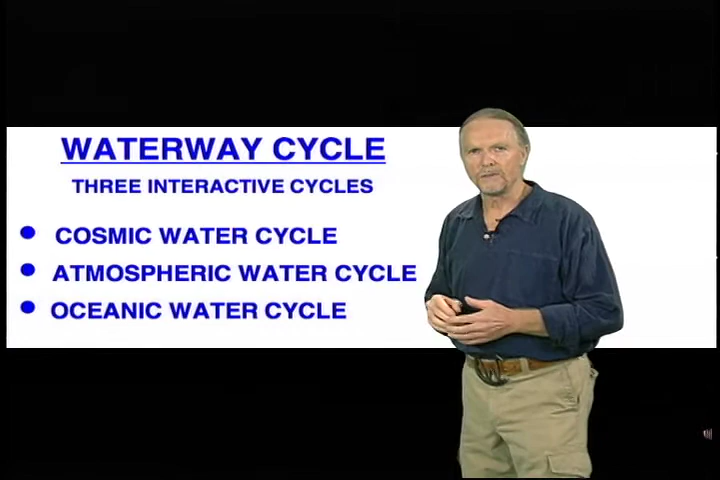 WATERWAY CYCLE
THREE INTERACTIVE CYCLES
COSMIC WATER CYCLE
ATMOSPHERIC WATER CYCLE
OCEANIC WATER CYCLE